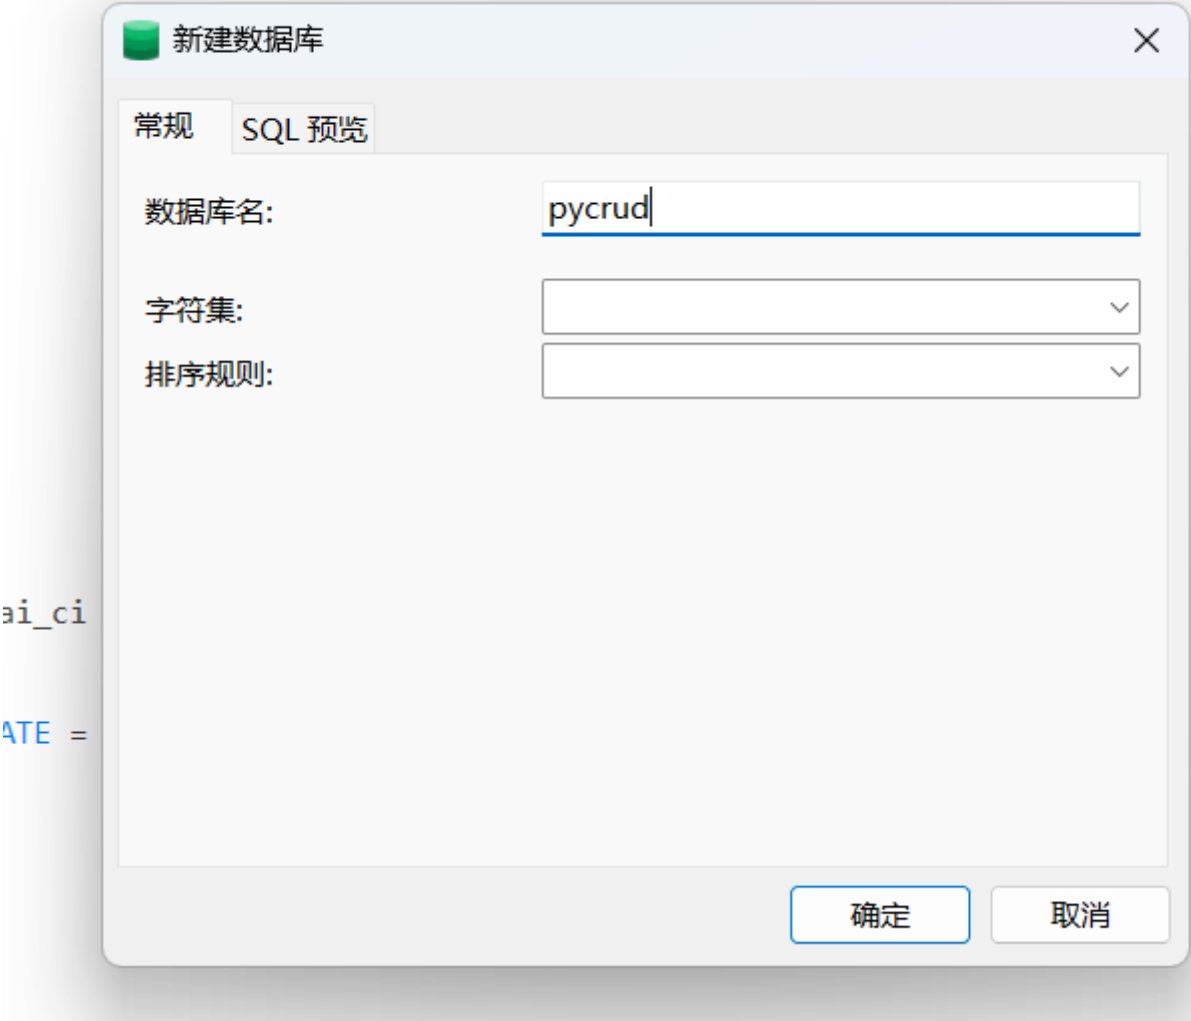 新建数据库
常规
SQL 预览
数据库名:
pycrud
字符集:
排序规则:
ai_ci
ATE =
确定
取消